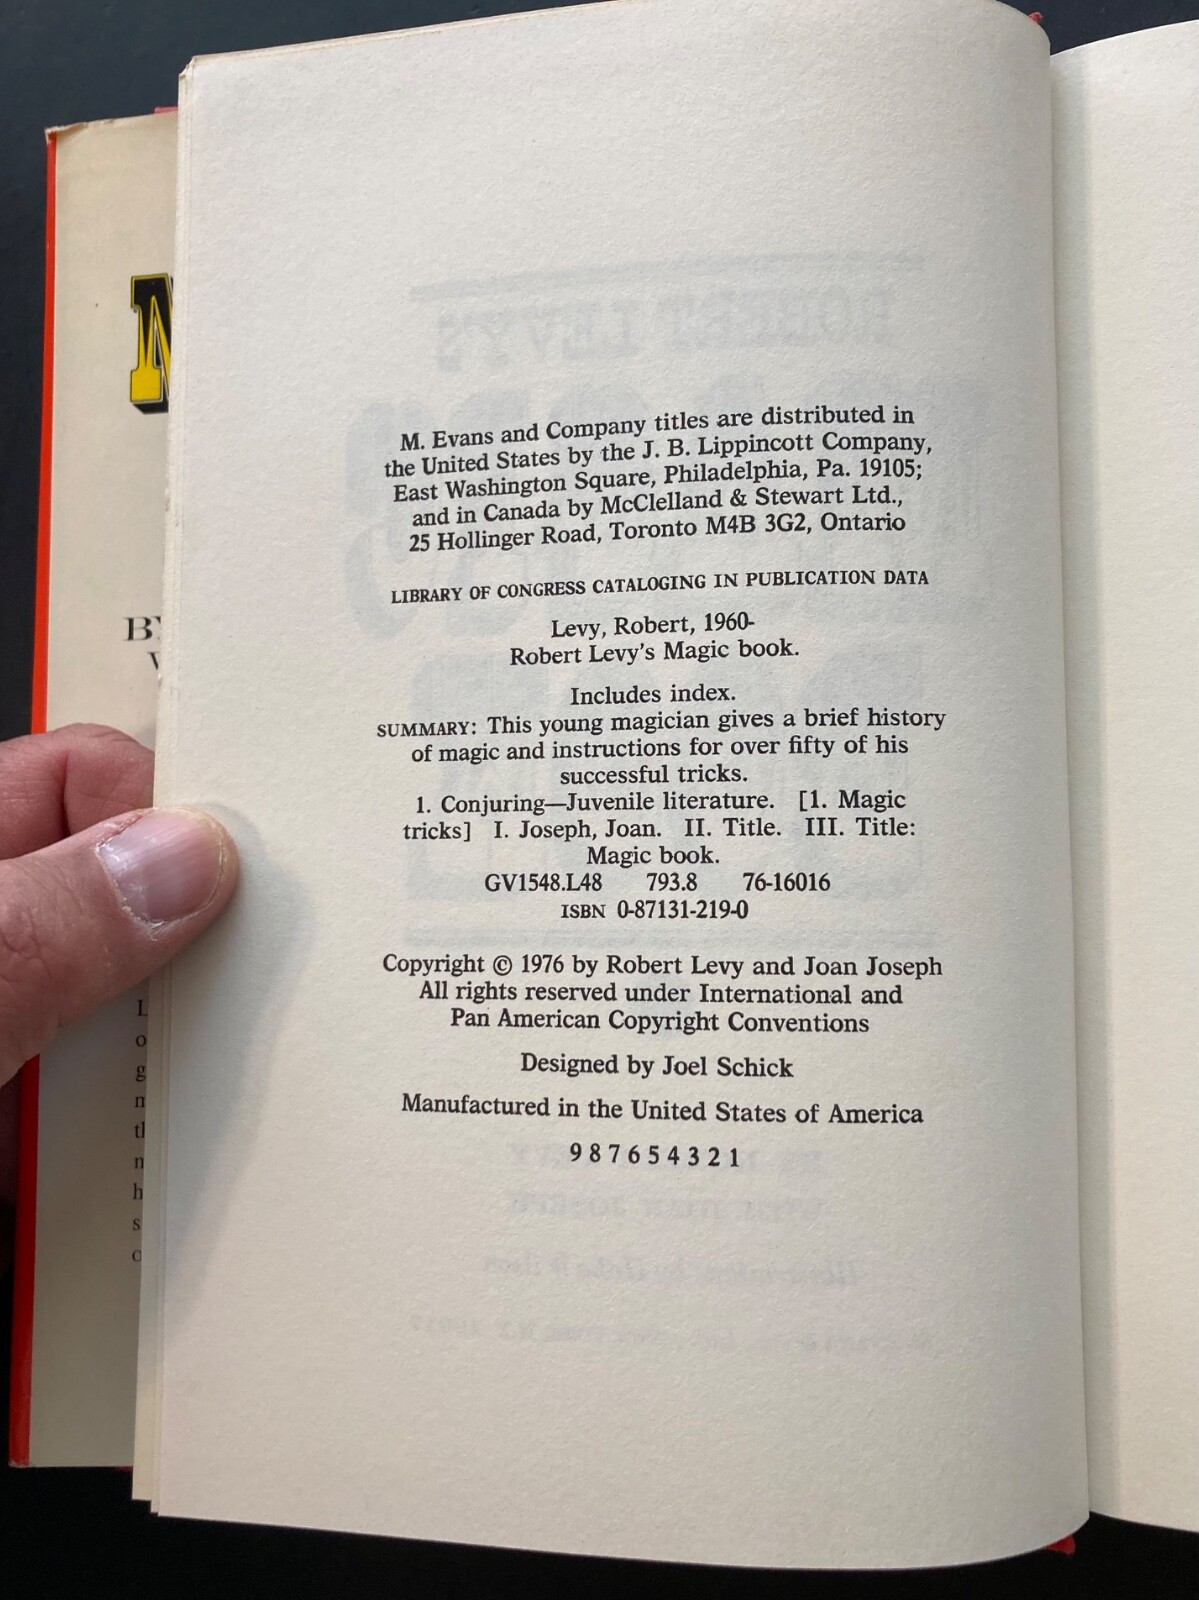 M. Evans and Company titles are distributed in
the United States by the J. B. Lippincott Company,
East Washington Square, Philadelphia, Pa. 19105;
and in Canada by McClelland & Stewart Ltd.,
25 Hollinger Road, Toronto M4B 3G2, Ontario
LIBRARY OF CONGRESS CATALOGING IN PUBLICATION DATA
Levy, Robert, 1960-
Robert Levy's Magic book.
Includes index.
SUMMARY: This young magician gives a brief history
of magic and instructions for over fifty of his
successful tricks.
1. Conjuring—Juvenile literature. [1. Magic
tricks] I. Joseph, Joan. II. Title. III. Title:
Magic book.
GV1548.L48 793.8 76-16016
ISBN 0-87131-219-0
Copyright © 1976 by Robert Levy and Joan Joseph
All rights reserved under International and
Pan American Copyright Conventions
Designed by Joel Schick
Manufactured in the United States of America
9 8 7 6 5 4 3 2 1